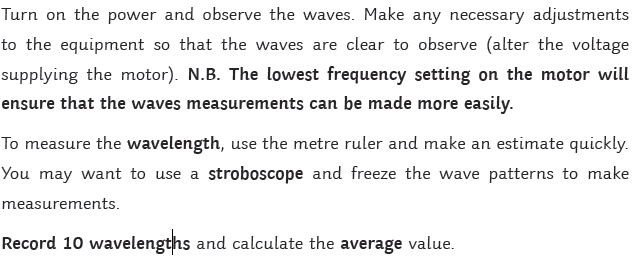 Turn on the power and observe the waves. Make any necessary adjustments
to the equipment so that the waves are clear to observe (alter the voltage
supplying the motor). N.B. The lowest frequency setting on the motor will
ensure that the waves measurements can be made more easily.
To measure the wavelength, use the metre ruler and make an estimate quickly.
You may want to use a stroboscope and freeze the wave patterns to make
measurements.
Record 10 wavelengths and calculate the average value.